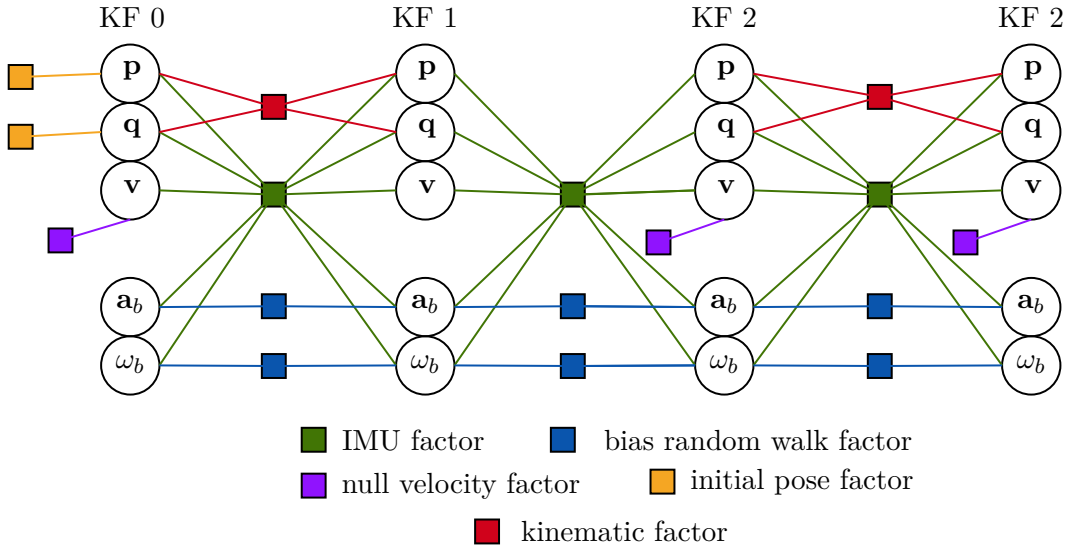 KF 0 KF 1 KF 2 KF 2
p p p p
q q q q
v v v v
a_b a_b a_b a_b
ω_b ω_b ω_b ω_b
IMU factor bias random walk factor
null velocity factor initial pose factor
kinematic factor